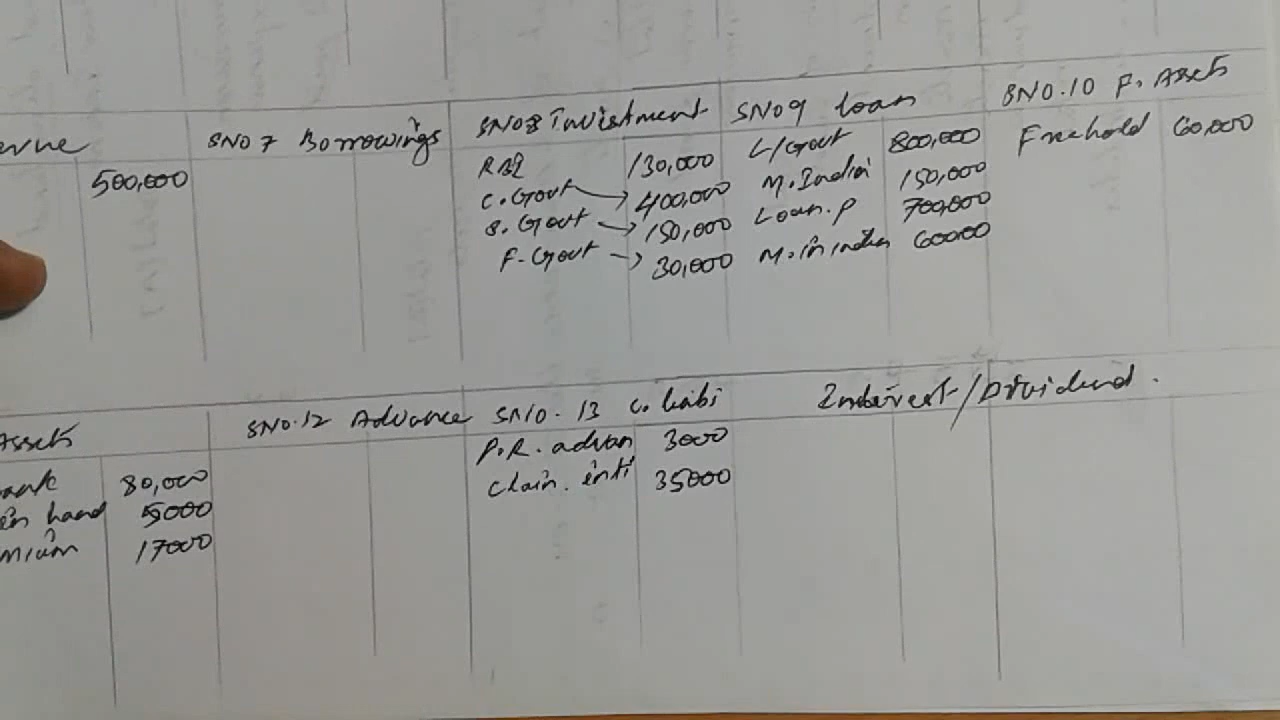 SNO 7 Borrowings
500,000
SNO8 Invistment
RBI 130,000
C. Govt → 400,000
S. Govt → 150,000
F. Govt → 30,000
SNO9 loan
L/Govt 800,000
M. India 150,000
Loan. P 700,000
M. in india 60000
SNO.10 F. Assets
Freehold 60,000
Assets
80,000
in hand 5000
17000
SNO.12 Advance
SNO.13 C. Liabi
P.R. advan 3000
Claim. inti 35000
Interest/Dividend.